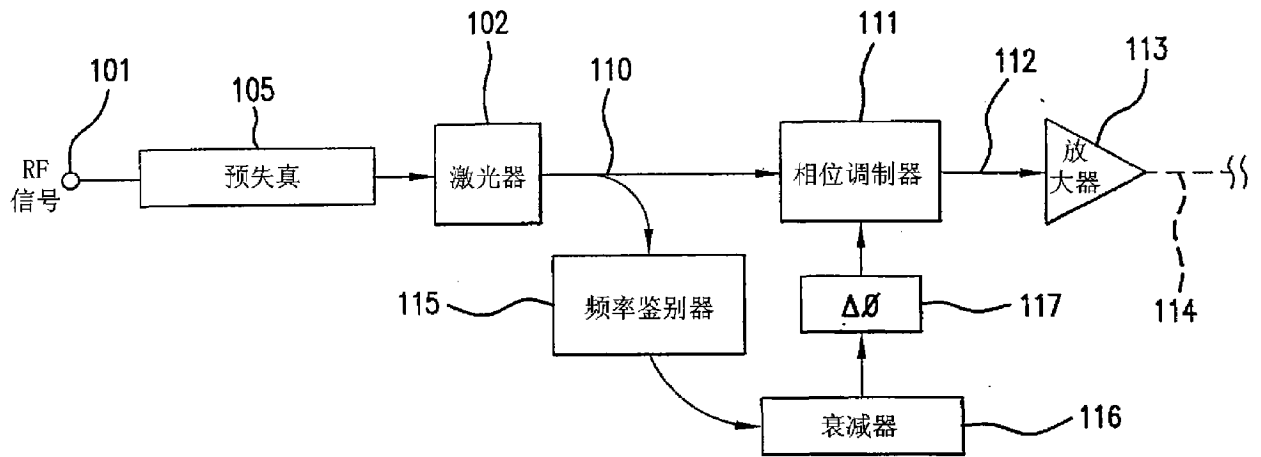 101
105
102
110
111
112
113
RF
信号
预失真
激光器
相位调制器
放
大器
115
频率鉴别器
ΔØ
117
114
衰减器
116